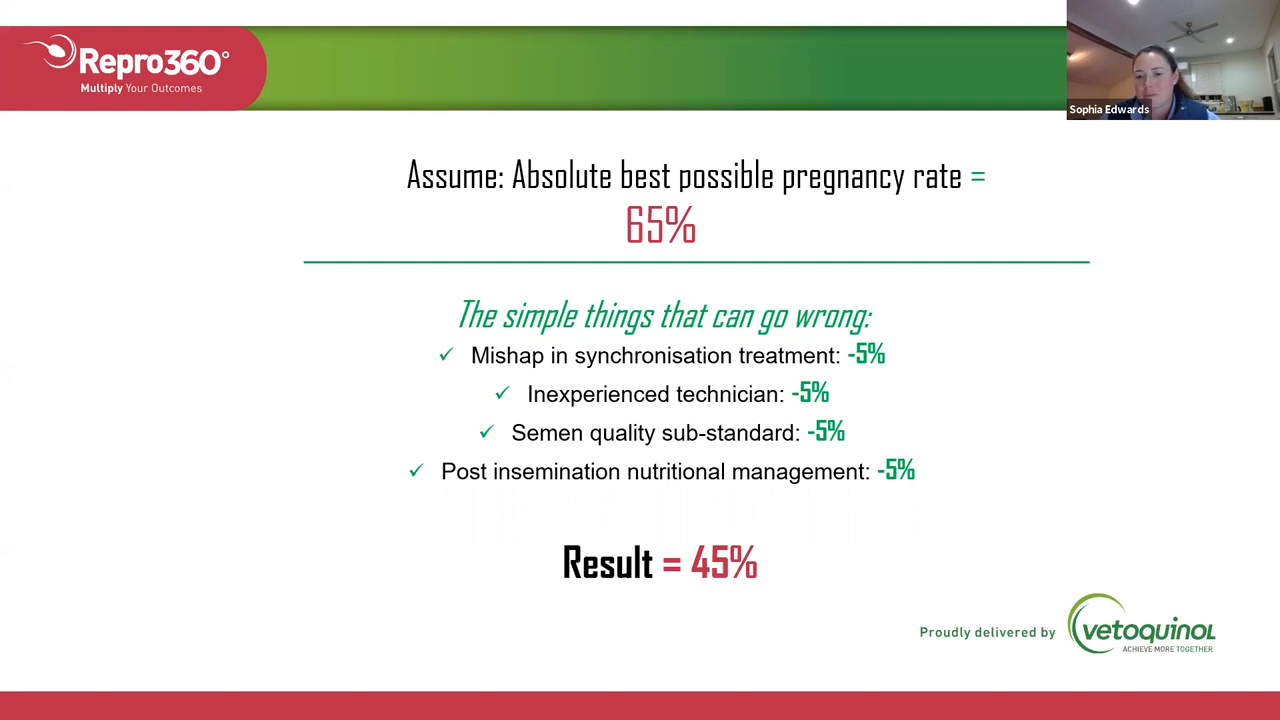 Repro360°
Multiply Your Outcomes
Sophia Edwards
Assume: Absolute best possible pregnancy rate =
65%
The simple things that can go wrong:
✓ Mishap in synchronisation treatment: -5%
✓ Inexperienced technician: -5%
✓ Semen quality sub-standard: -5%
✓ Post insemination nutritional management: -5%
Result = 45%
Proudly delivered by vetoquinol
ACHIEVE MORE TOGETHER